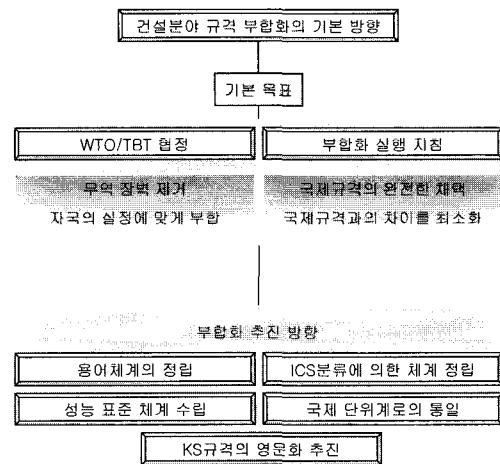 건설분야 규격 부합화의 기본 방향
기본 목표
WTO/TBT 협정
부합화 실행 지침
무역 장벽 제거
국제규격의 완전한 채택
자국의 실정에 맞게 부합
국제규격과의 차이를 최소화
부합화 추진 방향
용어체계의 정립
ICS분류에 의한 체계 정립
성능 표준 체계 수립
국제 단위계로의 통일
KS규격의 영문화 추진